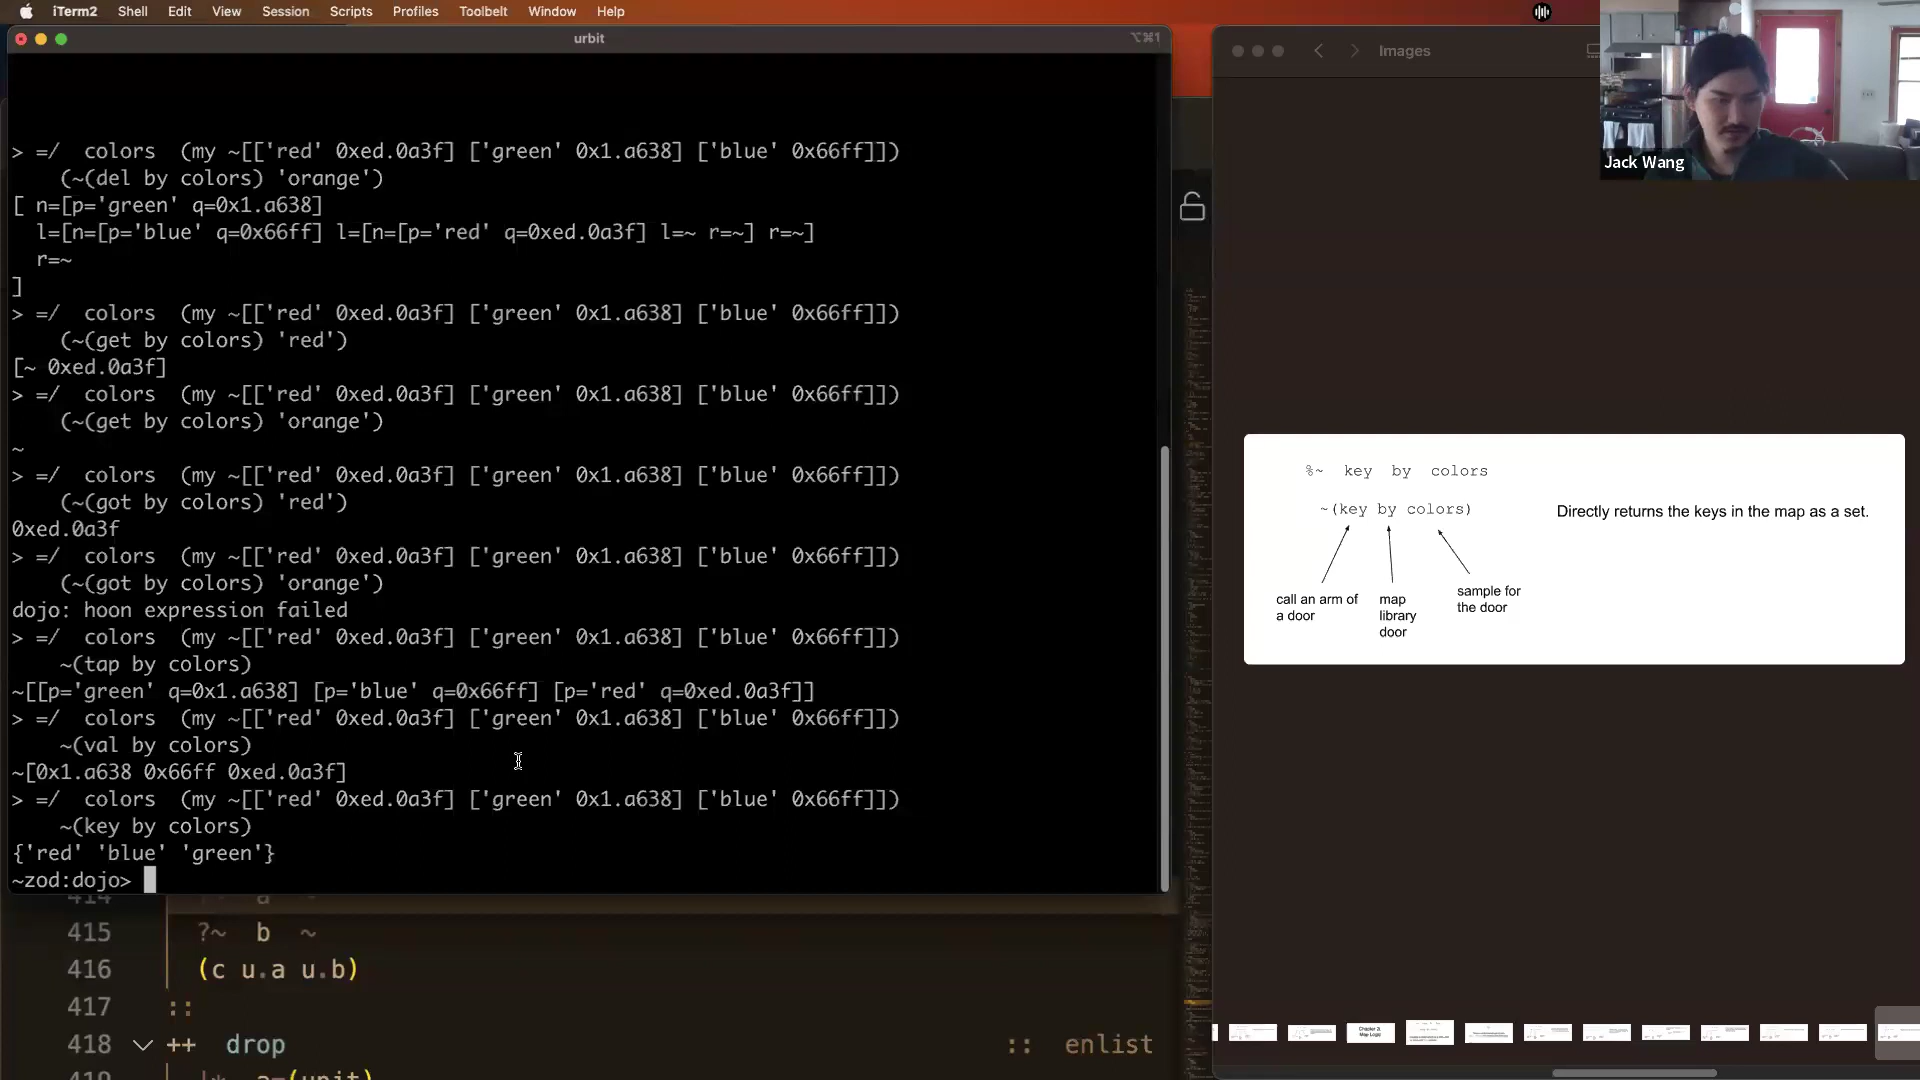 iTerm2 Shell Edit View Session Scripts Profiles Toolbelt Window Help
urbit ⌥⌘1
> =/  colors  (my ~[['red' 0xed.0a3f] ['green' 0x1.a638] ['blue' 0x66ff]])
(~(del by colors) 'orange')
[ n=[p='green' q=0x1.a638]
l=[n=[p='blue' q=0x66ff] l=[n=[p='red' q=0xed.0a3f] l=~ r=~] r=~]
r=~
]
> =/  colors  (my ~[['red' 0xed.0a3f] ['green' 0x1.a638] ['blue' 0x66ff]])
(~(get by colors) 'red')
[~ 0xed.0a3f]
> =/  colors  (my ~[['red' 0xed.0a3f] ['green' 0x1.a638] ['blue' 0x66ff]])
(~(get by colors) 'orange')
~
> =/  colors  (my ~[['red' 0xed.0a3f] ['green' 0x1.a638] ['blue' 0x66ff]])
(~(got by colors) 'red')
0xed.0a3f
> =/  colors  (my ~[['red' 0xed.0a3f] ['green' 0x1.a638] ['blue' 0x66ff]])
(~(got by colors) 'orange')
dojo: hoon expression failed
> =/  colors  (my ~[['red' 0xed.0a3f] ['green' 0x1.a638] ['blue' 0x66ff]])
~(tap by colors)
~[[p='green' q=0x1.a638] [p='blue' q=0x66ff] [p='red' q=0xed.0a3f]]
> =/  colors  (my ~[['red' 0xed.0a3f] ['green' 0x1.a638] ['blue' 0x66ff]])
~(val by colors)
~[0x1.a638 0x66ff 0xed.0a3f]
> =/  colors  (my ~[['red' 0xed.0a3f] ['green' 0x1.a638] ['blue' 0x66ff]])
~(key by colors)
{'red' 'blue' 'green'}
~zod:dojo>
414 a ~
415 ?~  b  ~
416 (c u.a u.b)
417 ::
418 ++  drop :: enlist
419 |* a=(unit)
Images
Jack Wang
%~  key  by  colors
~(key by colors)
Directly returns the keys in the map as a set.
call an arm of
a door
map
library
door
sample for
the door
Chapter 2:
Map Logic